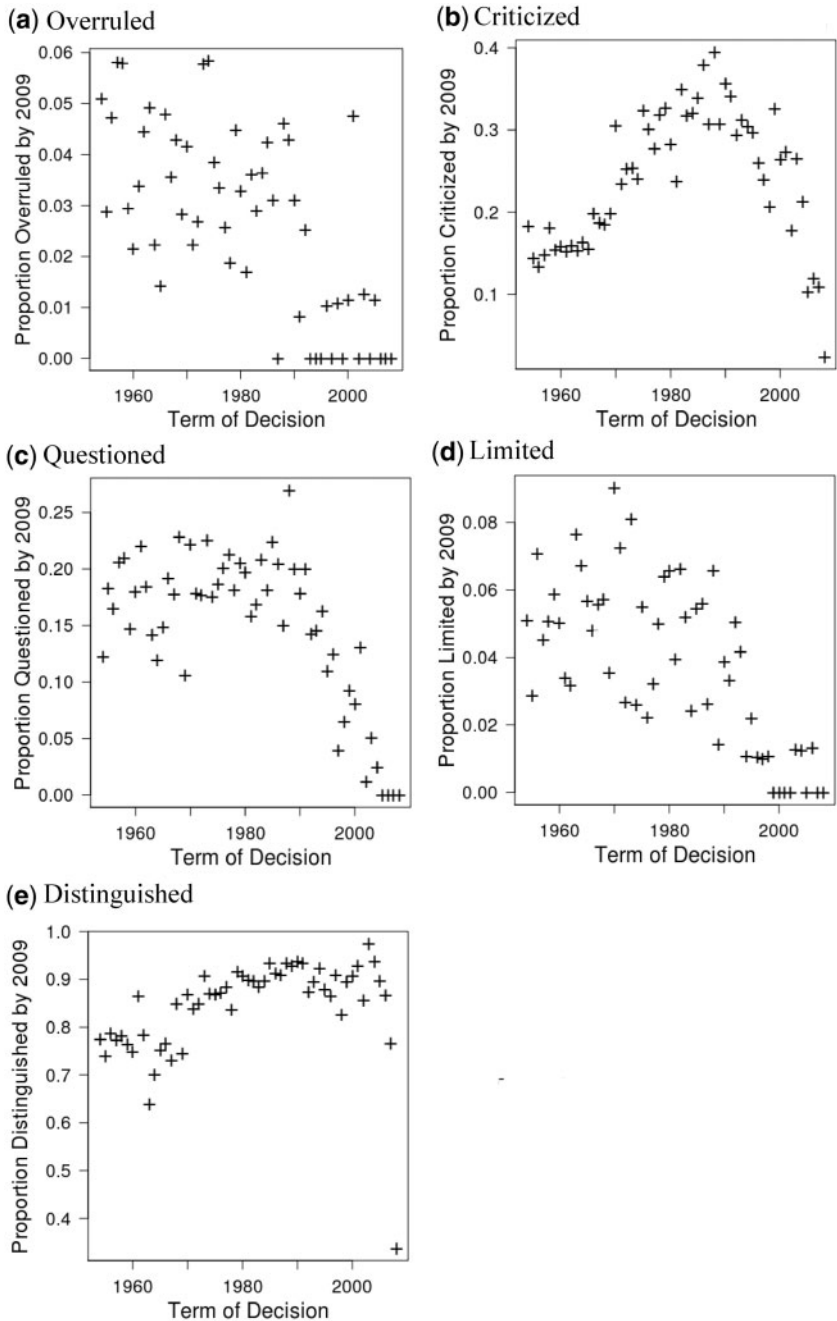 (a) Overruled
Proportion Overruled by 2009
0.06
0.05
0.04
0.03
0.02
0.01
0.00
1960
1980
2000
Term of Decision
(b) Criticized
Proportion Criticized by 2009
0.4
0.3
0.2
0.1
1960
1980
2000
Term of Decision
(c) Questioned
Proportion Questioned by 2009
0.25
0.20
0.15
0.10
0.05
0.00
1960
1980
2000
Term of Decision
(d) Limited
Proportion Limited by 2009
0.08
0.06
0.04
0.02
0.00
1960
1980
2000
Term of Decision
(e) Distinguished
Proportion Distinguished by 2009
1.0
0.9
0.8
0.7
0.6
0.5
0.4
1960
1980
2000
Term of Decision